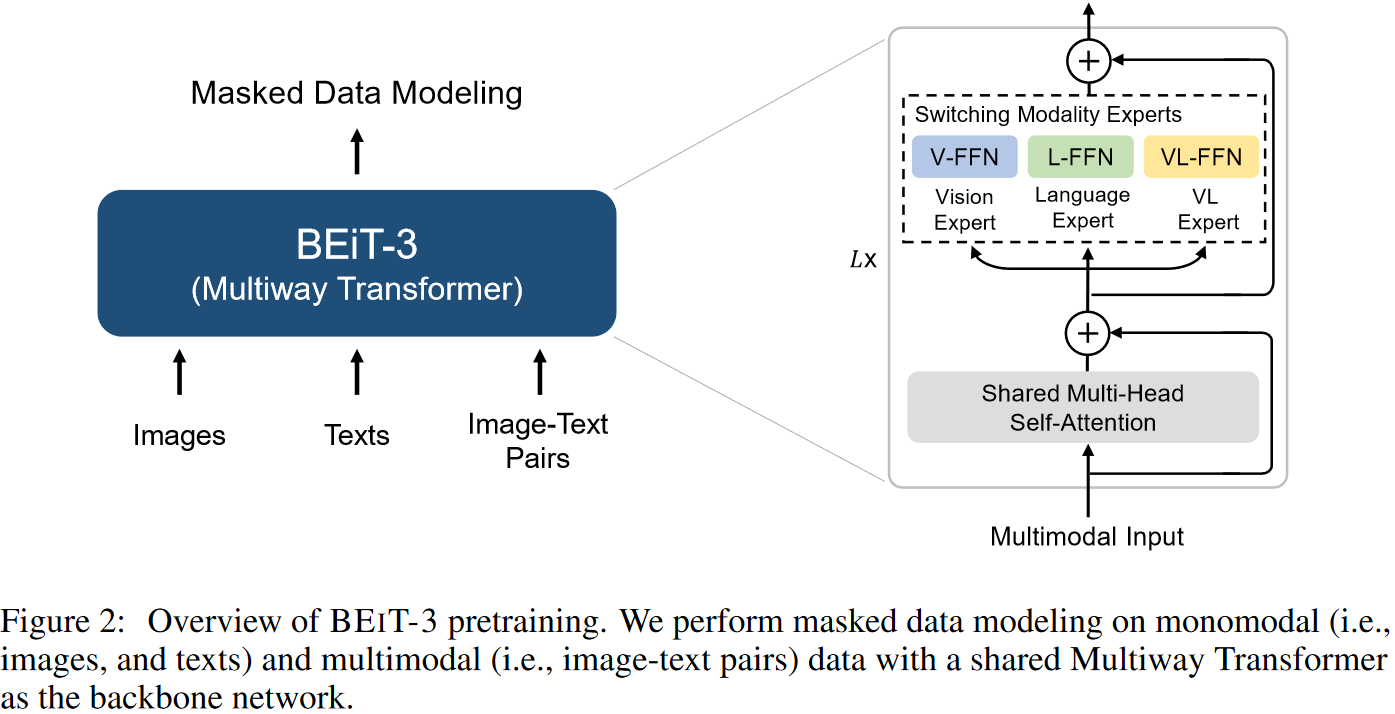 Masked Data Modeling
BEiT-3
(Multiway Transformer)
Images
Texts
Image-Text
Pairs
Switching Modality Experts
V-FFN
L-FFN
VL-FFN
Vision
Expert
Language
Expert
VL
Expert
Lx
Shared Multi-Head
Self-Attention
Multimodal Input
Figure 2: Overview of BEIT-3 pretraining. We perform masked data modeling on monomodal (i.e.,
images, and texts) and multimodal (i.e., image-text pairs) data with a shared Multiway Transformer
as the backbone network.